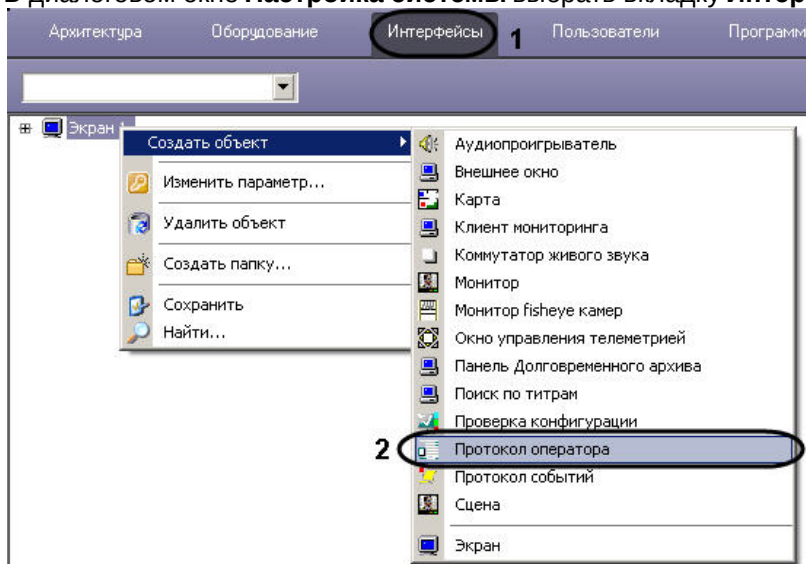 В диалоговом окне Настройка системы выбрать вкладку Интер
Архитектура Оборудование Интерфейсы 1 Пользователи Программ
Экран 1
Создать объект
Изменить параметр...
Удалить объект
Создать папку...
Сохранить
Найти...
Аудиопроигрыватель
Внешнее окно
Карта
Клиент мониторинга
Коммутатор живого звука
Монитор
Монитор fisheye камер
Окно управления телеметрией
Панель Долговременного архива
Поиск по титрам
Проверка конфигурации
2 Протокол оператора
Протокол событий
Сцена
Экран